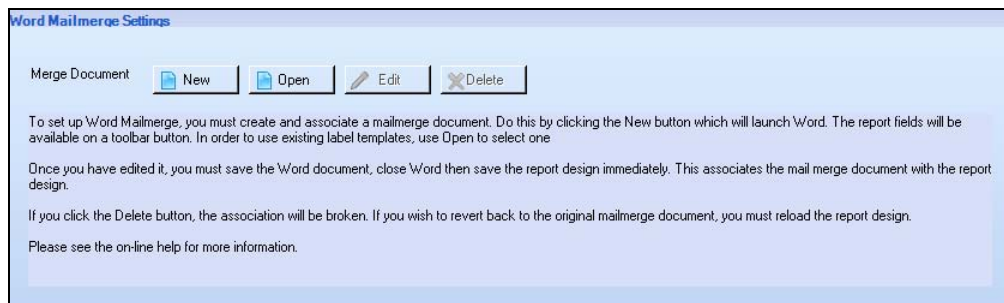 Word Mailmerge Settings
Merge Document New Open Edit Delete
To set up Word Mailmerge, you must create and associate a mailmerge document. Do this by clicking the New button which will launch Word. The report fields will be
available on a toolbar button. In order to use existing label templates, use Open to select one
Once you have edited it, you must save the Word document, close Word then save the report design immediately. This associates the mail merge document with the report
design.
If you click the Delete button, the association will be broken. If you wish to revert back to the original mailmerge document, you must reload the report design.
Please see the on-line help for more information.